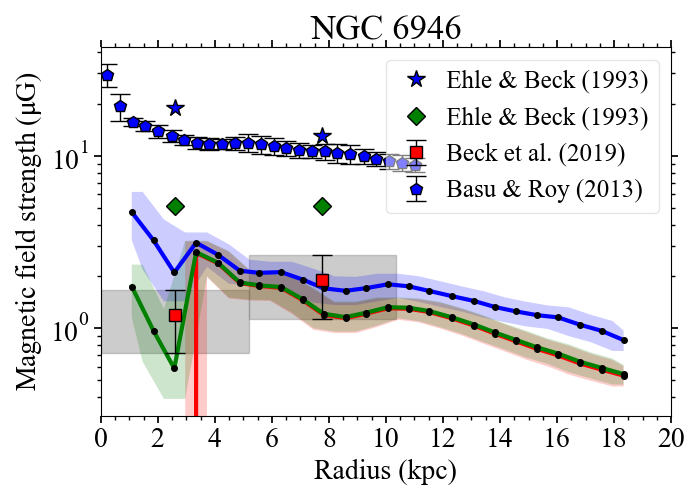 NGC 6946
Magnetic field strength (μG)
10¹
10⁰
Ehle & Beck (1993)
Ehle & Beck (1993)
Beck et al. (2019)
Basu & Roy (2013)
0 2 4 6 8 10 12 14 16 18 20
Radius (kpc)